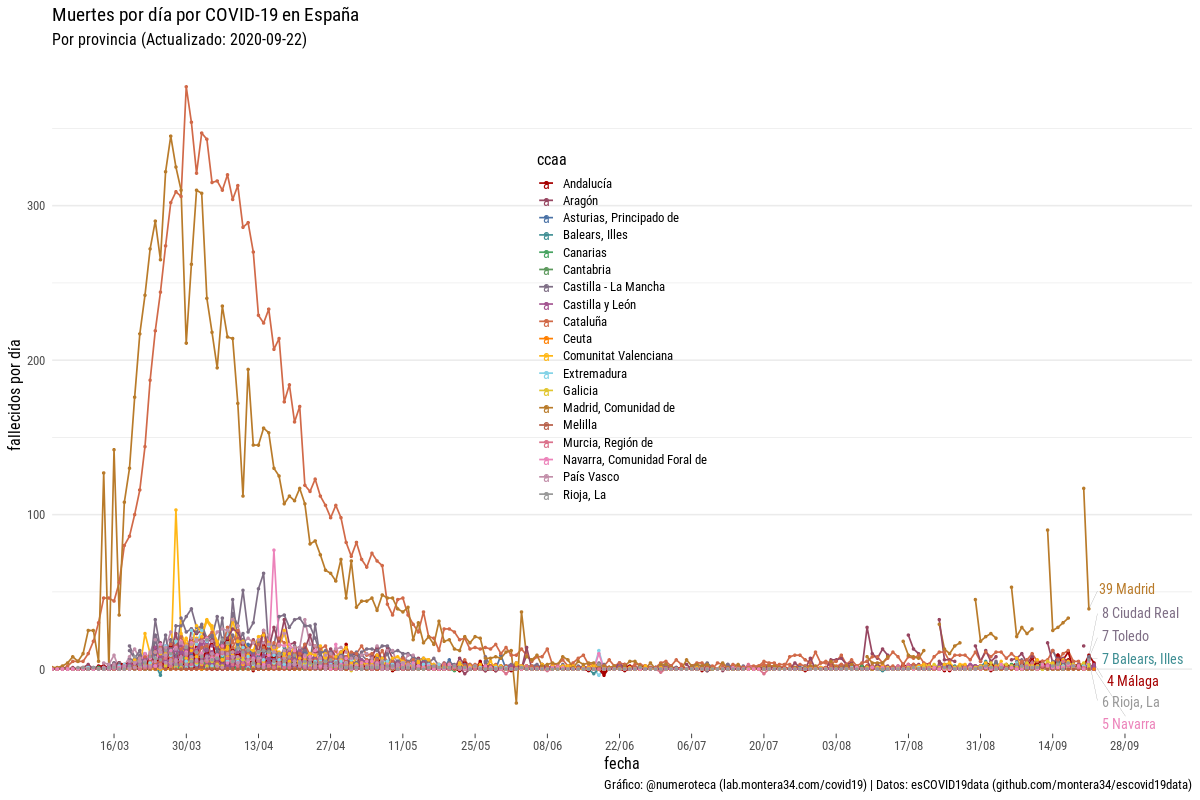 Muertes por día por COVID-19 en España
Por provincia (Actualizado: 2020-09-22)
fallecidos por día
300
200
100
0
ccaa
Andalucía
Aragón
Asturias, Principado de
Balears, Illes
Canarias
Cantabria
Castilla - La Mancha
Castilla y León
Cataluña
Ceuta
Comunitat Valenciana
Extremadura
Galicia
Madrid, Comunidad de
Melilla
Murcia, Región de
Navarra, Comunidad Foral de
País Vasco
Rioja, La
39 Madrid
8 Ciudad Real
7 Toledo
7 Balears, Illes
4 Málaga
6 Rioja, La
5 Navarra
16/03 30/03 13/04 27/04 11/05 25/05 08/06 22/06 06/07 20/07 03/08 17/08 31/08 14/09 28/09
fecha
Gráfico: @numeroteca (lab.montera34.com/covid19) | Datos: esCOVID19data (github.com/montera34/escovid19data)